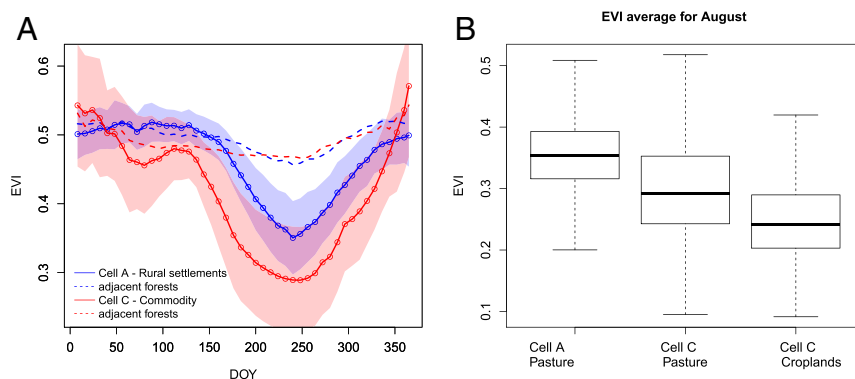 A
EVI
0.6
0.5
0.4
0.3
Cell A - Rural settlements
adjacent forests
Cell C - Commodity
adjacent forests
0 50 100 150 200 250 300 350
DOY
B
EVI average for August
EVI
0.5
0.4
0.3
0.2
0.1
Cell A Cell C Cell C
Pasture Pasture Croplands